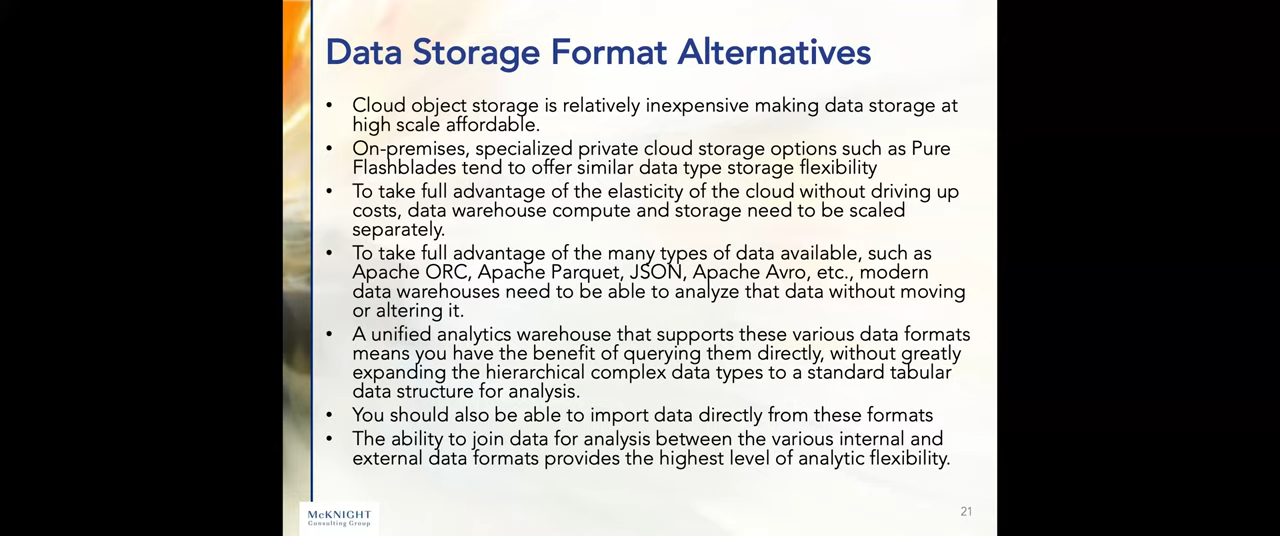 Data Storage Format Alternatives
• Cloud object storage is relatively inexpensive making data storage at
high scale affordable.
• On-premises, specialized private cloud storage options such as Pure
Flashblades tend to offer similar data type storage flexibility
• To take full advantage of the elasticity of the cloud without driving up
costs, data warehouse compute and storage need to be scaled
separately.
• To take full advantage of the many types of data available, such as
Apache ORC, Apache Parquet, JSON, Apache Avro, etc., modern
data warehouses need to be able to analyze that data without moving
or altering it.
• A unified analytics warehouse that supports these various data formats
means you have the benefit of querying them directly, without greatly
expanding the hierarchical complex data types to a standard tabular
data structure for analysis.
• You should also be able to import data directly from these formats
• The ability to join data for analysis between the various internal and
external data formats provides the highest level of analytic flexibility.
McKNIGHT
Consulting Group
21